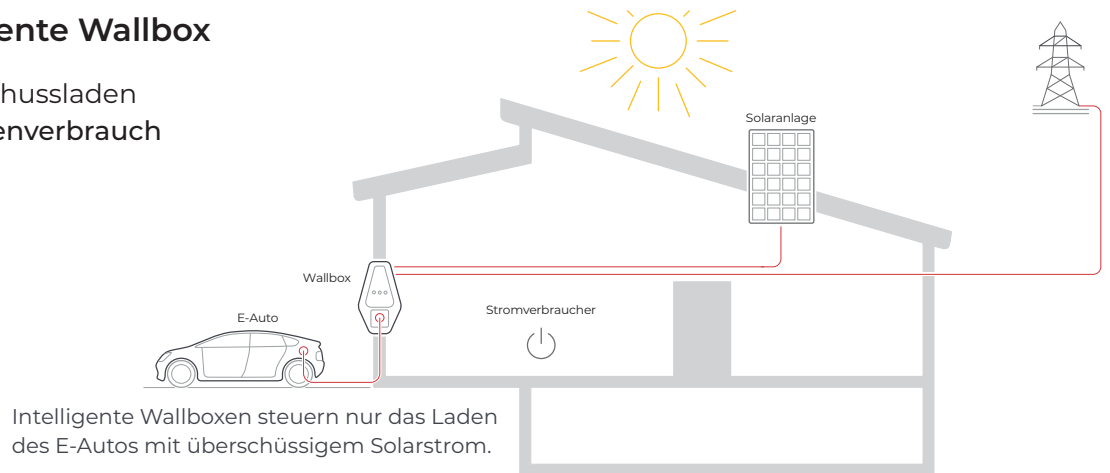 ente Wallbox
hussladen
enverbrauch
Solaranlage
Wallbox
Stromverbraucher
E-Auto
Intelligente Wallboxen steuern nur das Laden
des E-Autos mit überschüssigem Solarstrom.